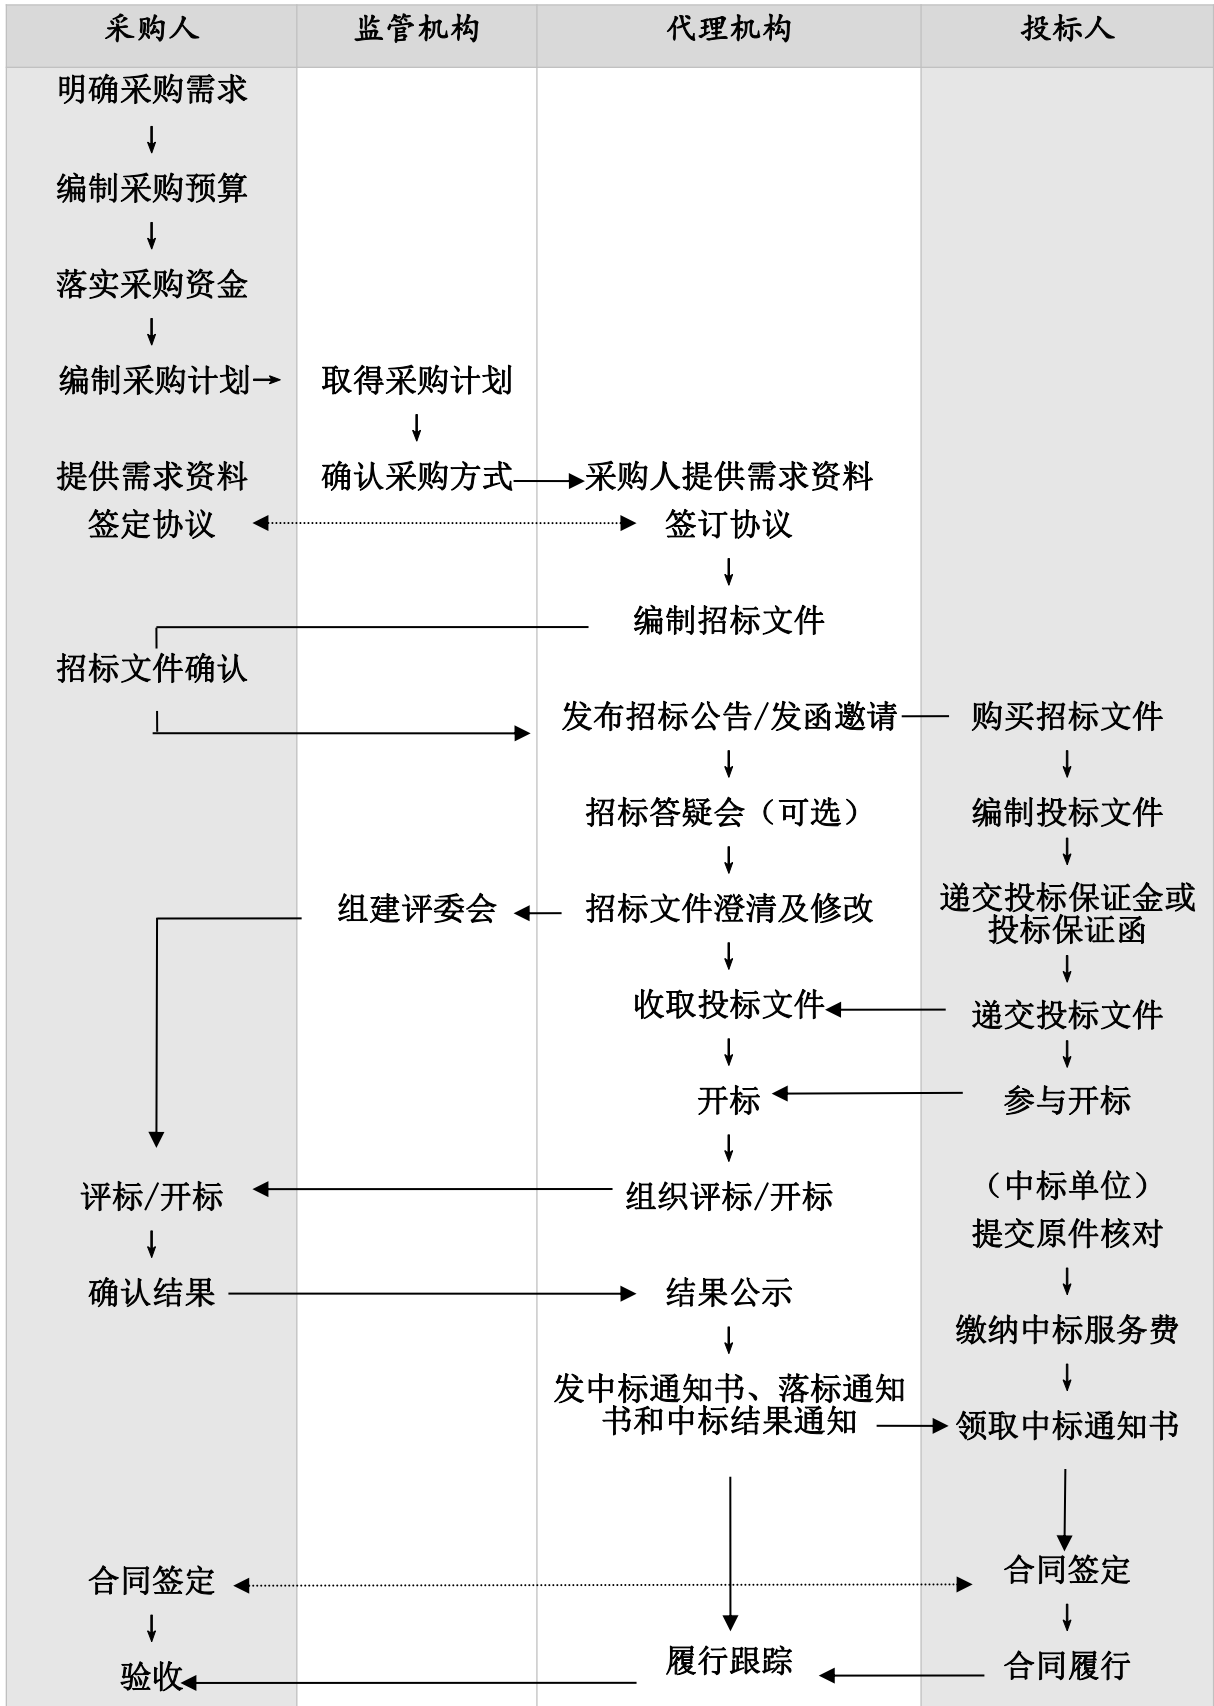 采购人 监管机构 代理机构 投标人
明确采购需求
编制采购预算
落实采购资金
编制采购计划 取得采购计划
提供需求资料 确认采购方式 采购人提供需求资料
签定协议 签订协议
编制招标文件
招标文件确认
发布招标公告/发函邀请 购买招标文件
招标答疑会（可选） 编制投标文件
组建评委会 招标文件澄清及修改 递交投标保证金或
投标保证函
收取投标文件 递交投标文件
开标 参与开标
评标/开标 组织评标/开标 （中标单位）
提交原件核对
确认结果 结果公示
缴纳中标服务费
发中标通知书、落标通知
书和中标结果通知 领取中标通知书
合同签定 合同签定
验收 履行跟踪 合同履行